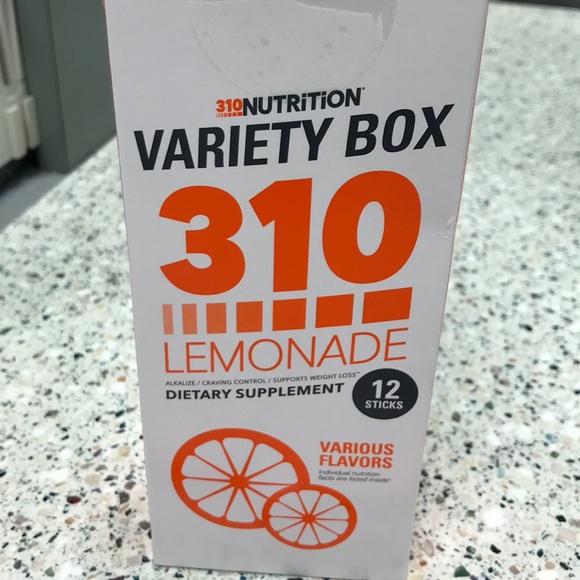 310NUTRiTiON®
VARIETY BOX
310
LEMONADE
ALKALIZE / CRAVING CONTROL / SUPPORTS WEIGHT LOSS**
DIETARY SUPPLEMENT
12
STICKS
VARIOUS
FLAVORS
Individual nutrition
facts are listed inside*